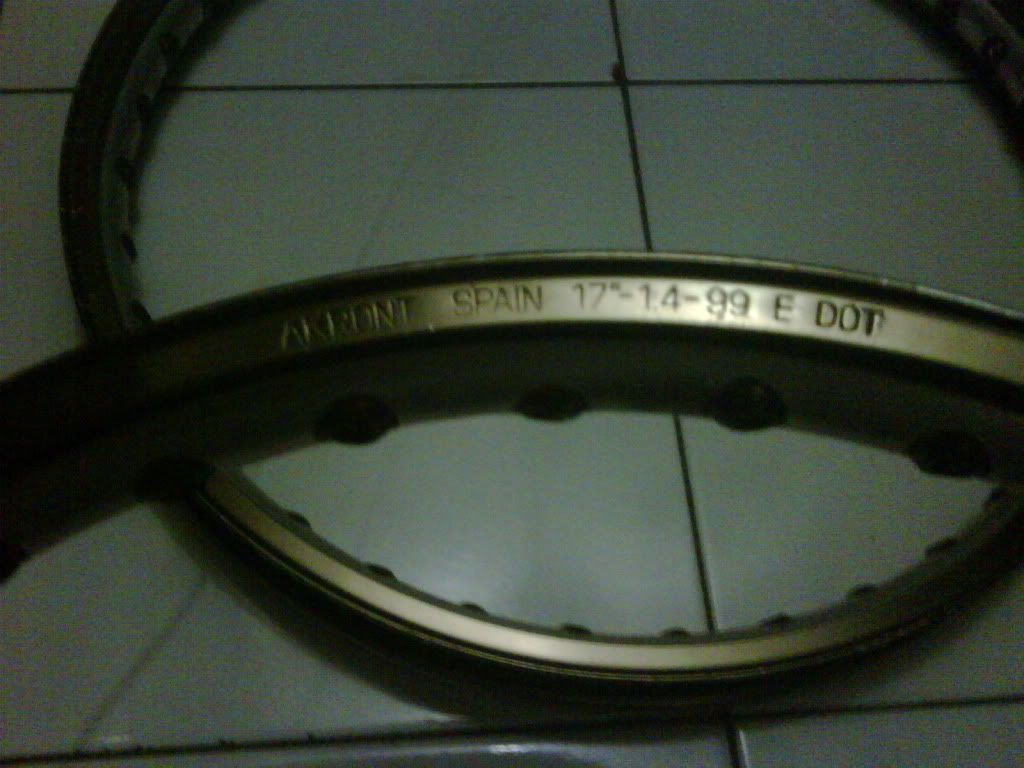 AKRONT SPAIN 17"-1.4-99 E DOT